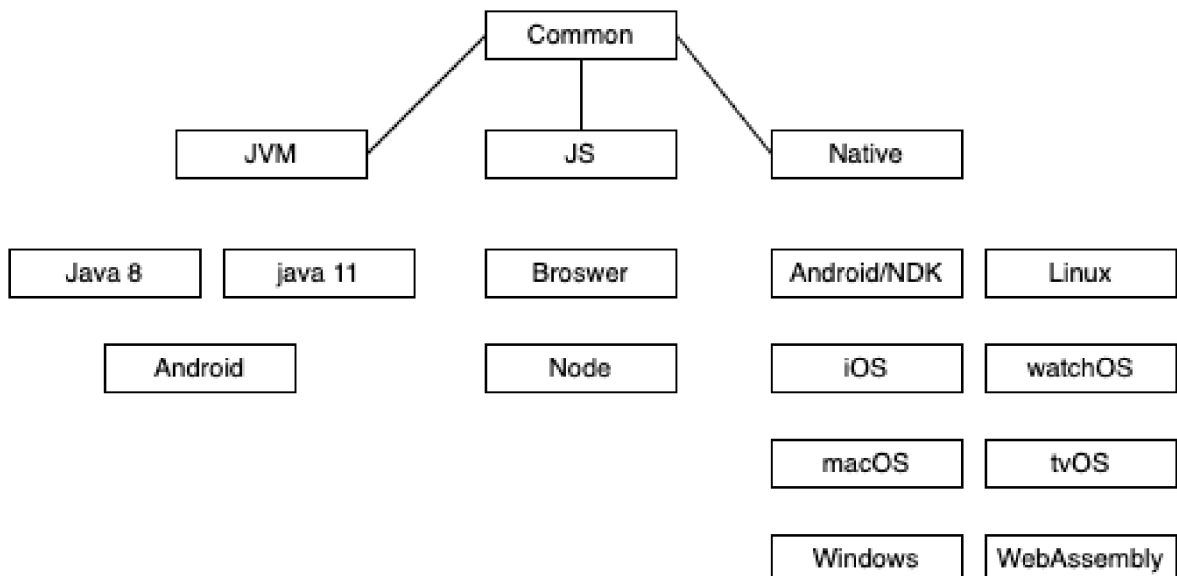 Common
JVM
JS
Native
Java 8
java 11
Broswer
Android/NDK
Linux
Android
Node
iOS
watchOS
macOS
tvOS
Windows
WebAssembly